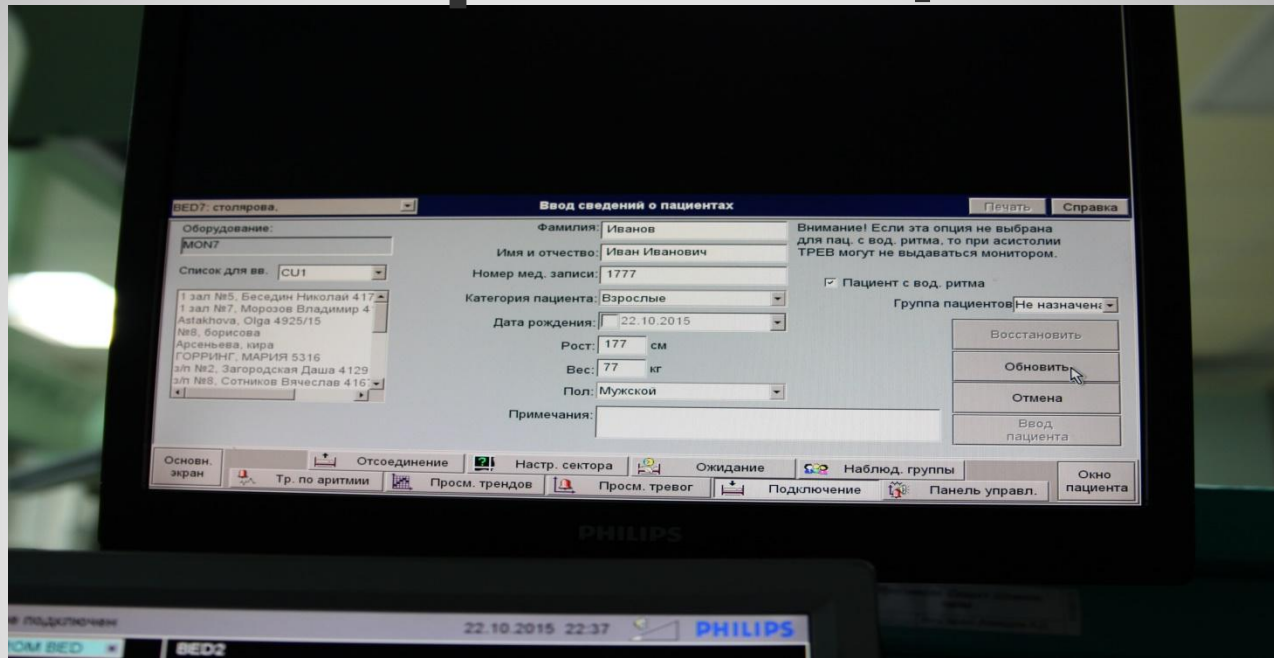 BED7: столярова.
Ввод сведений о пациентах
Печать
Справка
Оборудование:
MON7
Список для вв. CU1
1 зал №5, Беседин Николай 417
1 зал №7, Морозов Владимир 4
Astakhova, Olga 4925/15
№8, борисова
Арсеньева, кира
ГОРРИНГ, МАРИЯ 5316
з/п №2, Загородская Даша 4129
з/п №8, Сотников Вячеслав 416
Фамилия: Иванов
Имя и отчество: Иван Иванович
Номер мед. записи: 1777
Категория пациента: Взрослые
Дата рождения: 22.10.2015
Рост: 177 см
Вес: 77 кг
Пол: Мужской
Примечания:
Внимание! Если эта опция не выбрана
для пац. с вод. ритма, то при асистолии
ТРЕВ могут не выдаваться монитором.
Пациент с вод. ритма
Группа пациентов Не назначена
Восстановить
Обновить
Отмена
Ввод
пациента
Основн.
экран
Отсоединение
Настр. сектора
Ожидание
Наблюд. группы
Тр. по аритмии
Просм. трендов
Просм. тревог
Подключение
Панель управл.
Окно
пациента
PHILIPS
подключен
22.10.2015 22:37
PHILIPS
BED
BED2